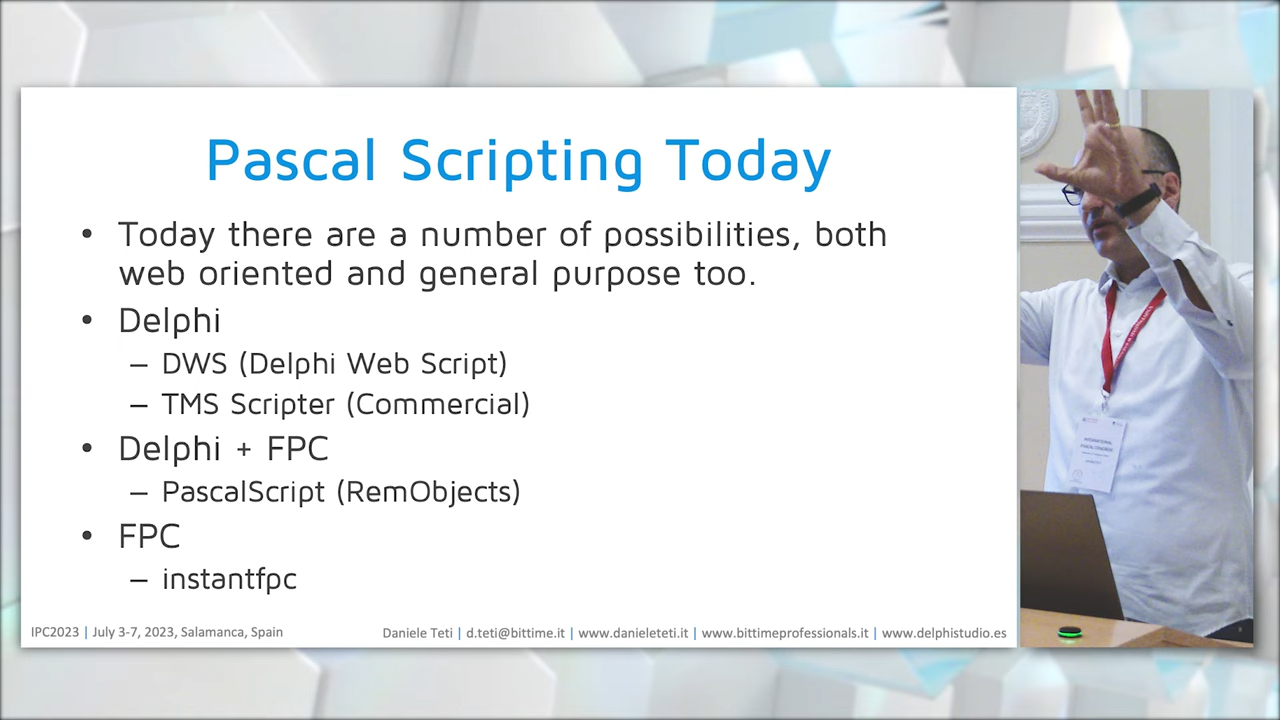 Pascal Scripting Today
• Today there are a number of possibilities, both
web oriented and general purpose too.
• Delphi
– DWS (Delphi Web Script)
– TMS Scripter (Commercial)
• Delphi + FPC
– PascalScript (RemObjects)
• FPC
– instantfpc
IPC2023 | July 3-7, 2023, Salamanca, Spain
Daniele Teti | d.teti@bittime.it | www.danieleteti.it | www.bittimeprofessionals.it | www.delphistudio.es
INTERNATIONAL